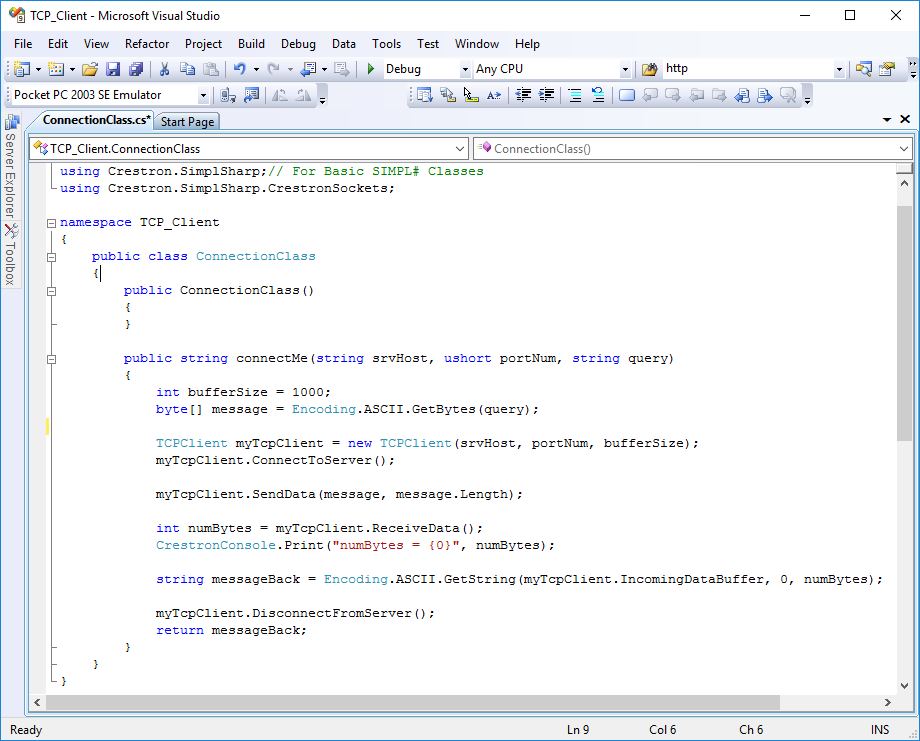 TCP_Client - Microsoft Visual Studio
File Edit View Refactor Project Build Debug Data Tools Test Window Help
Debug Any CPU http
Pocket PC 2003 SE Emulator
ConnectionClass.cs* Start Page
Server Explorer
Toolbox
TCP_Client.ConnectionClass ConnectionClass()
using Crestron.SimplSharp;// For Basic SIMPL# Classes
using Crestron.SimplSharp.CrestronSockets;
namespace TCP_Client
{
    public class ConnectionClass
    {
        public ConnectionClass()
        {
        }
        public string connectMe(string srvHost, ushort portNum, string query)
        {
            int bufferSize = 1000;
            byte[] message = Encoding.ASCII.GetBytes(query);
            TCPClient myTcpClient = new TCPClient(srvHost, portNum, bufferSize);
            myTcpClient.ConnectToServer();
            myTcpClient.SendData(message, message.Length);
            int numBytes = myTcpClient.ReceiveData();
            CrestronConsole.Print("numBytes = {0}", numBytes);
            string messageBack = Encoding.ASCII.GetString(myTcpClient.IncomingDataBuffer, 0, numBytes);
            myTcpClient.DisconnectFromServer();
            return messageBack;
        }
    }
}
Ready Ln 9 Col 6 Ch 6 INS